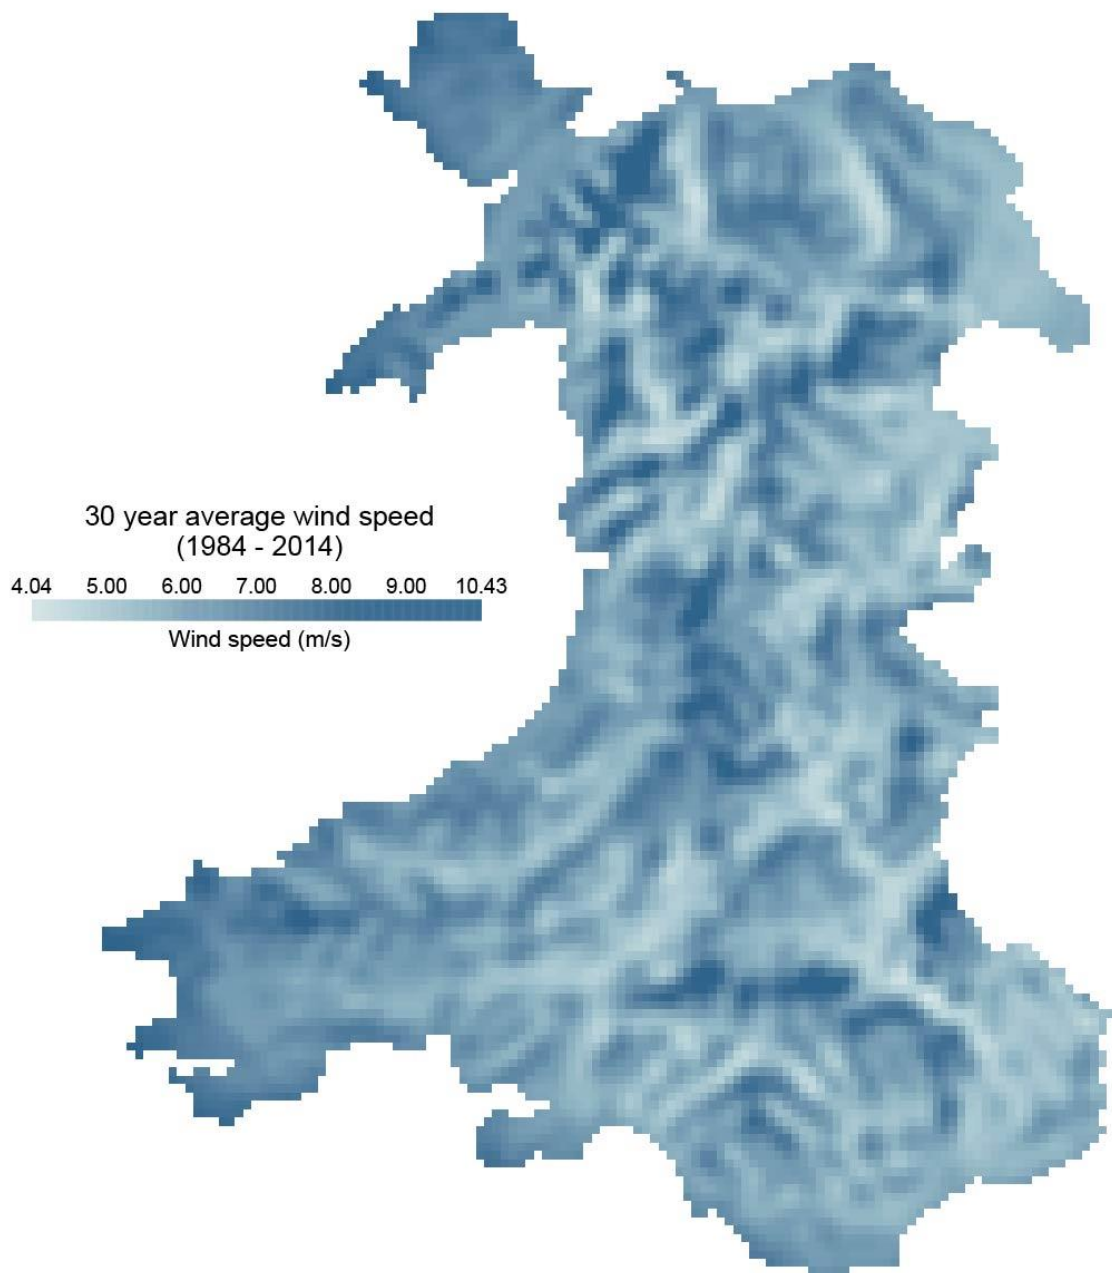 30 year average wind speed
(1984 - 2014)
4.04 5.00 6.00 7.00 8.00 9.00 10.43
Wind speed (m/s)